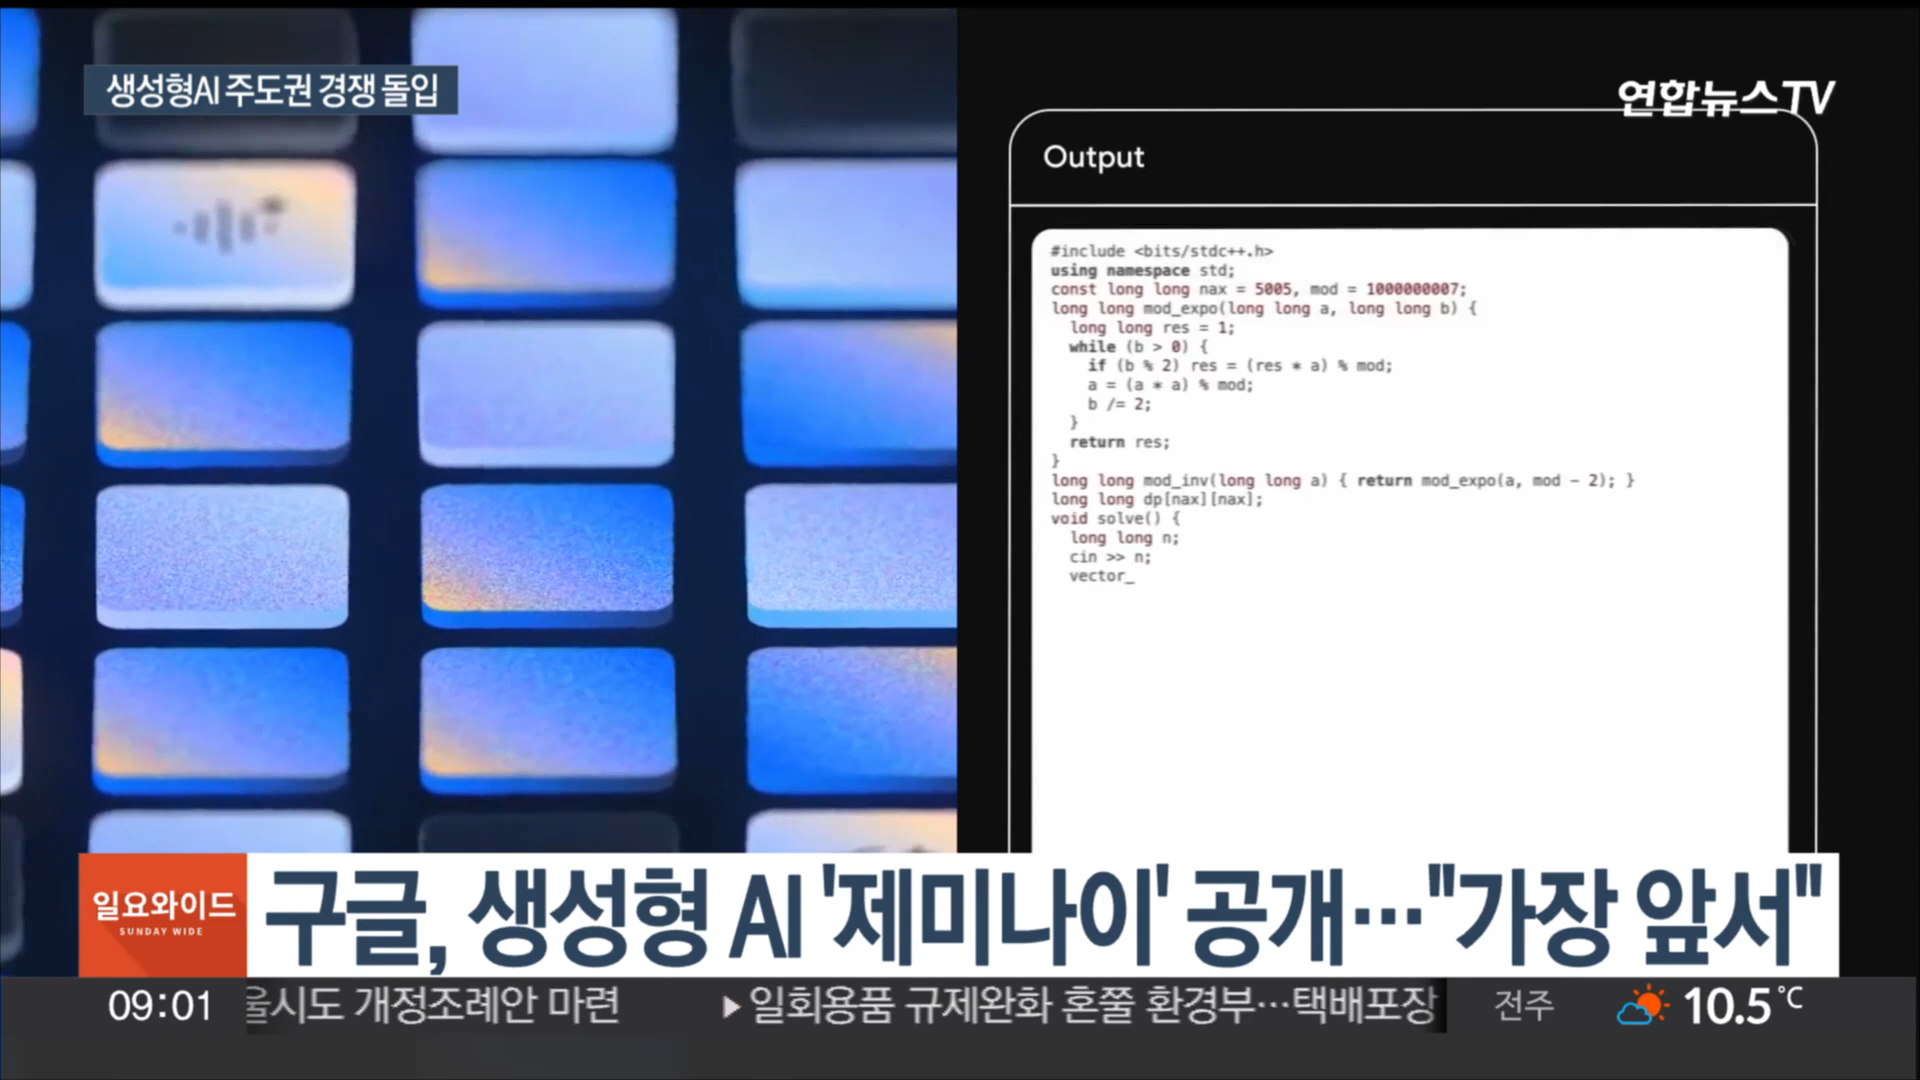 생성형AI 주도권 경쟁 돌입
연합뉴스TV
Output
#include <bits/stdc++.h>
using namespace std;
const long long nax = 5005, mod = 1000000007;
long long mod_expo(long long a, long long b) {
  long long res = 1;
  while (b > 0) {
    if (b % 2) res = (res * a) % mod;
    a = (a * a) % mod;
    b /= 2;
  }
  return res;
}
long long mod_inv(long long a) { return mod_expo(a, mod - 2); }
long long dp[nax][nax];
void solve() {
  long long n;
  cin >> n;
  vector_
일요와이드
SUNDAY WIDE
구글, 생성형 AI '제미나이' 공개…"가장 앞서"
09:01
울시도 개정조례안 마련 ▶일회용품 규제완화 혼쭐 환경부…택배포장
전주 10.5℃